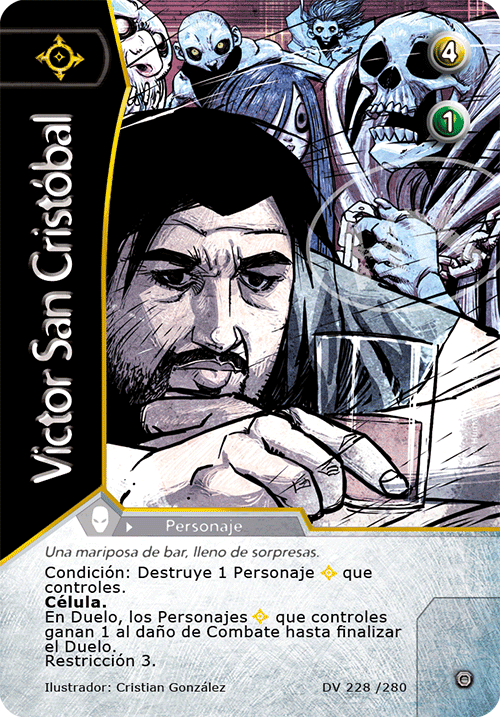 4
1
Victor San Cristóbal
Personaje
Una mariposa de bar, lleno de sorpresas.
Condición: Destruye 1 Personaje que
controles.
Célula.
En Duelo, los Personajes que controles
ganan 1 al daño de Combate hasta finalizar
el Duelo.
Restricción 3.
Ilustrador: Cristian González
DV 228 /280